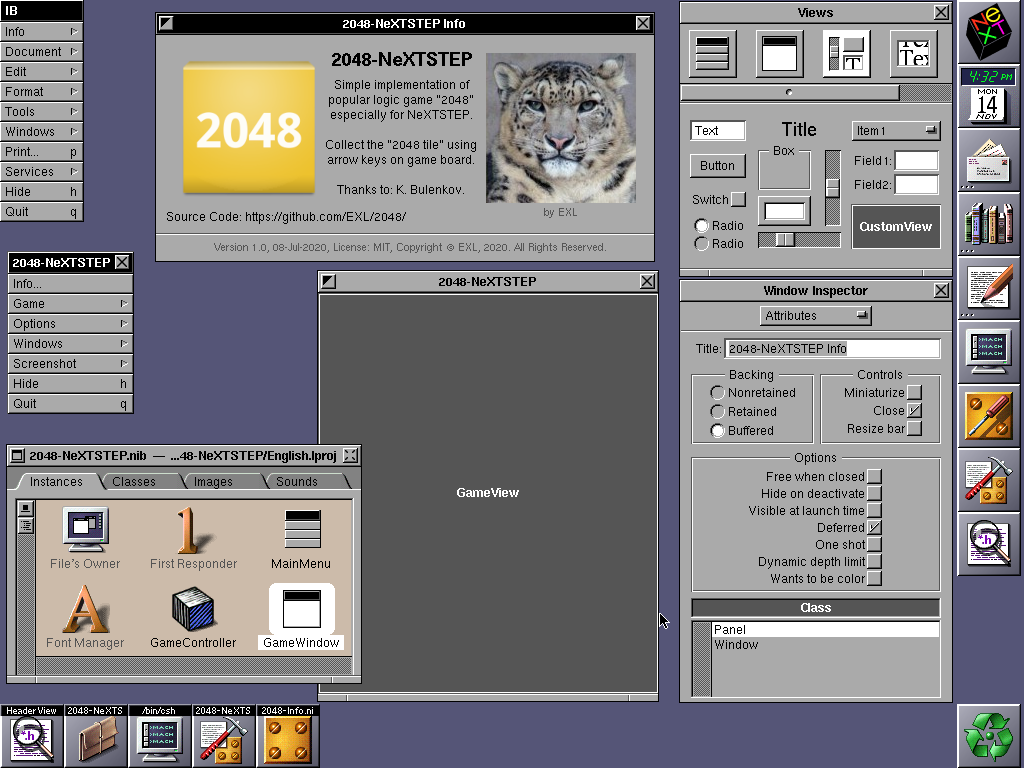 IB
Info
Document
Edit
Format
Tools
Windows
Print... p
Services
Hide h
Quit q
2048-NeXTSTEP Info
2048
2048-NeXTSTEP
Simple implementation of
popular logic game "2048"
especially for NeXTSTEP.
Collect the "2048 tile" using
arrow keys on game board.
Thanks to: K. Bulenkov.
by EXL
Source Code: https://github.com/EXL/2048/
Version 1.0, 08-Jul-2020, License: MIT, Copyright © EXL, 2020. All Rights Reserved.
Views
T
Text
Title
Item1
Button
Box
Field1:
Field2:
Switch
Radio
Radio
CustomView
NeXT
4:32 PM
MON
14
NOV
2048-NeXTSTEP
Info...
Game
Options
Windows
Screenshot
Hide h
Quit q
2048-NeXTSTEP
GameView
Window Inspector
Attributes
Title: 2048-NeXTSTEP Info
Backing
Nonretained
Retained
Buffered
Controls
Miniaturize
Close
Resize bar
Options
Free when closed
Hide on deactivate
Visible at launch time
Deferred
One shot
Dynamic depth limit
Wants to be color
Class
Panel
Window
2048-NeXTSTEP.nib — ...48-NeXTSTEP/English.lproj
Instances
Classes
Images
Sounds
File's Owner
First Responder
MainMenu
Font Manager
GameController
GameWindow
>MACH
>MACH
*.h
HeaderView
2048-NeXTS
/bin/csh
2048-NeXTS
2048-Info.ni
*.h
>MACH
>MACH